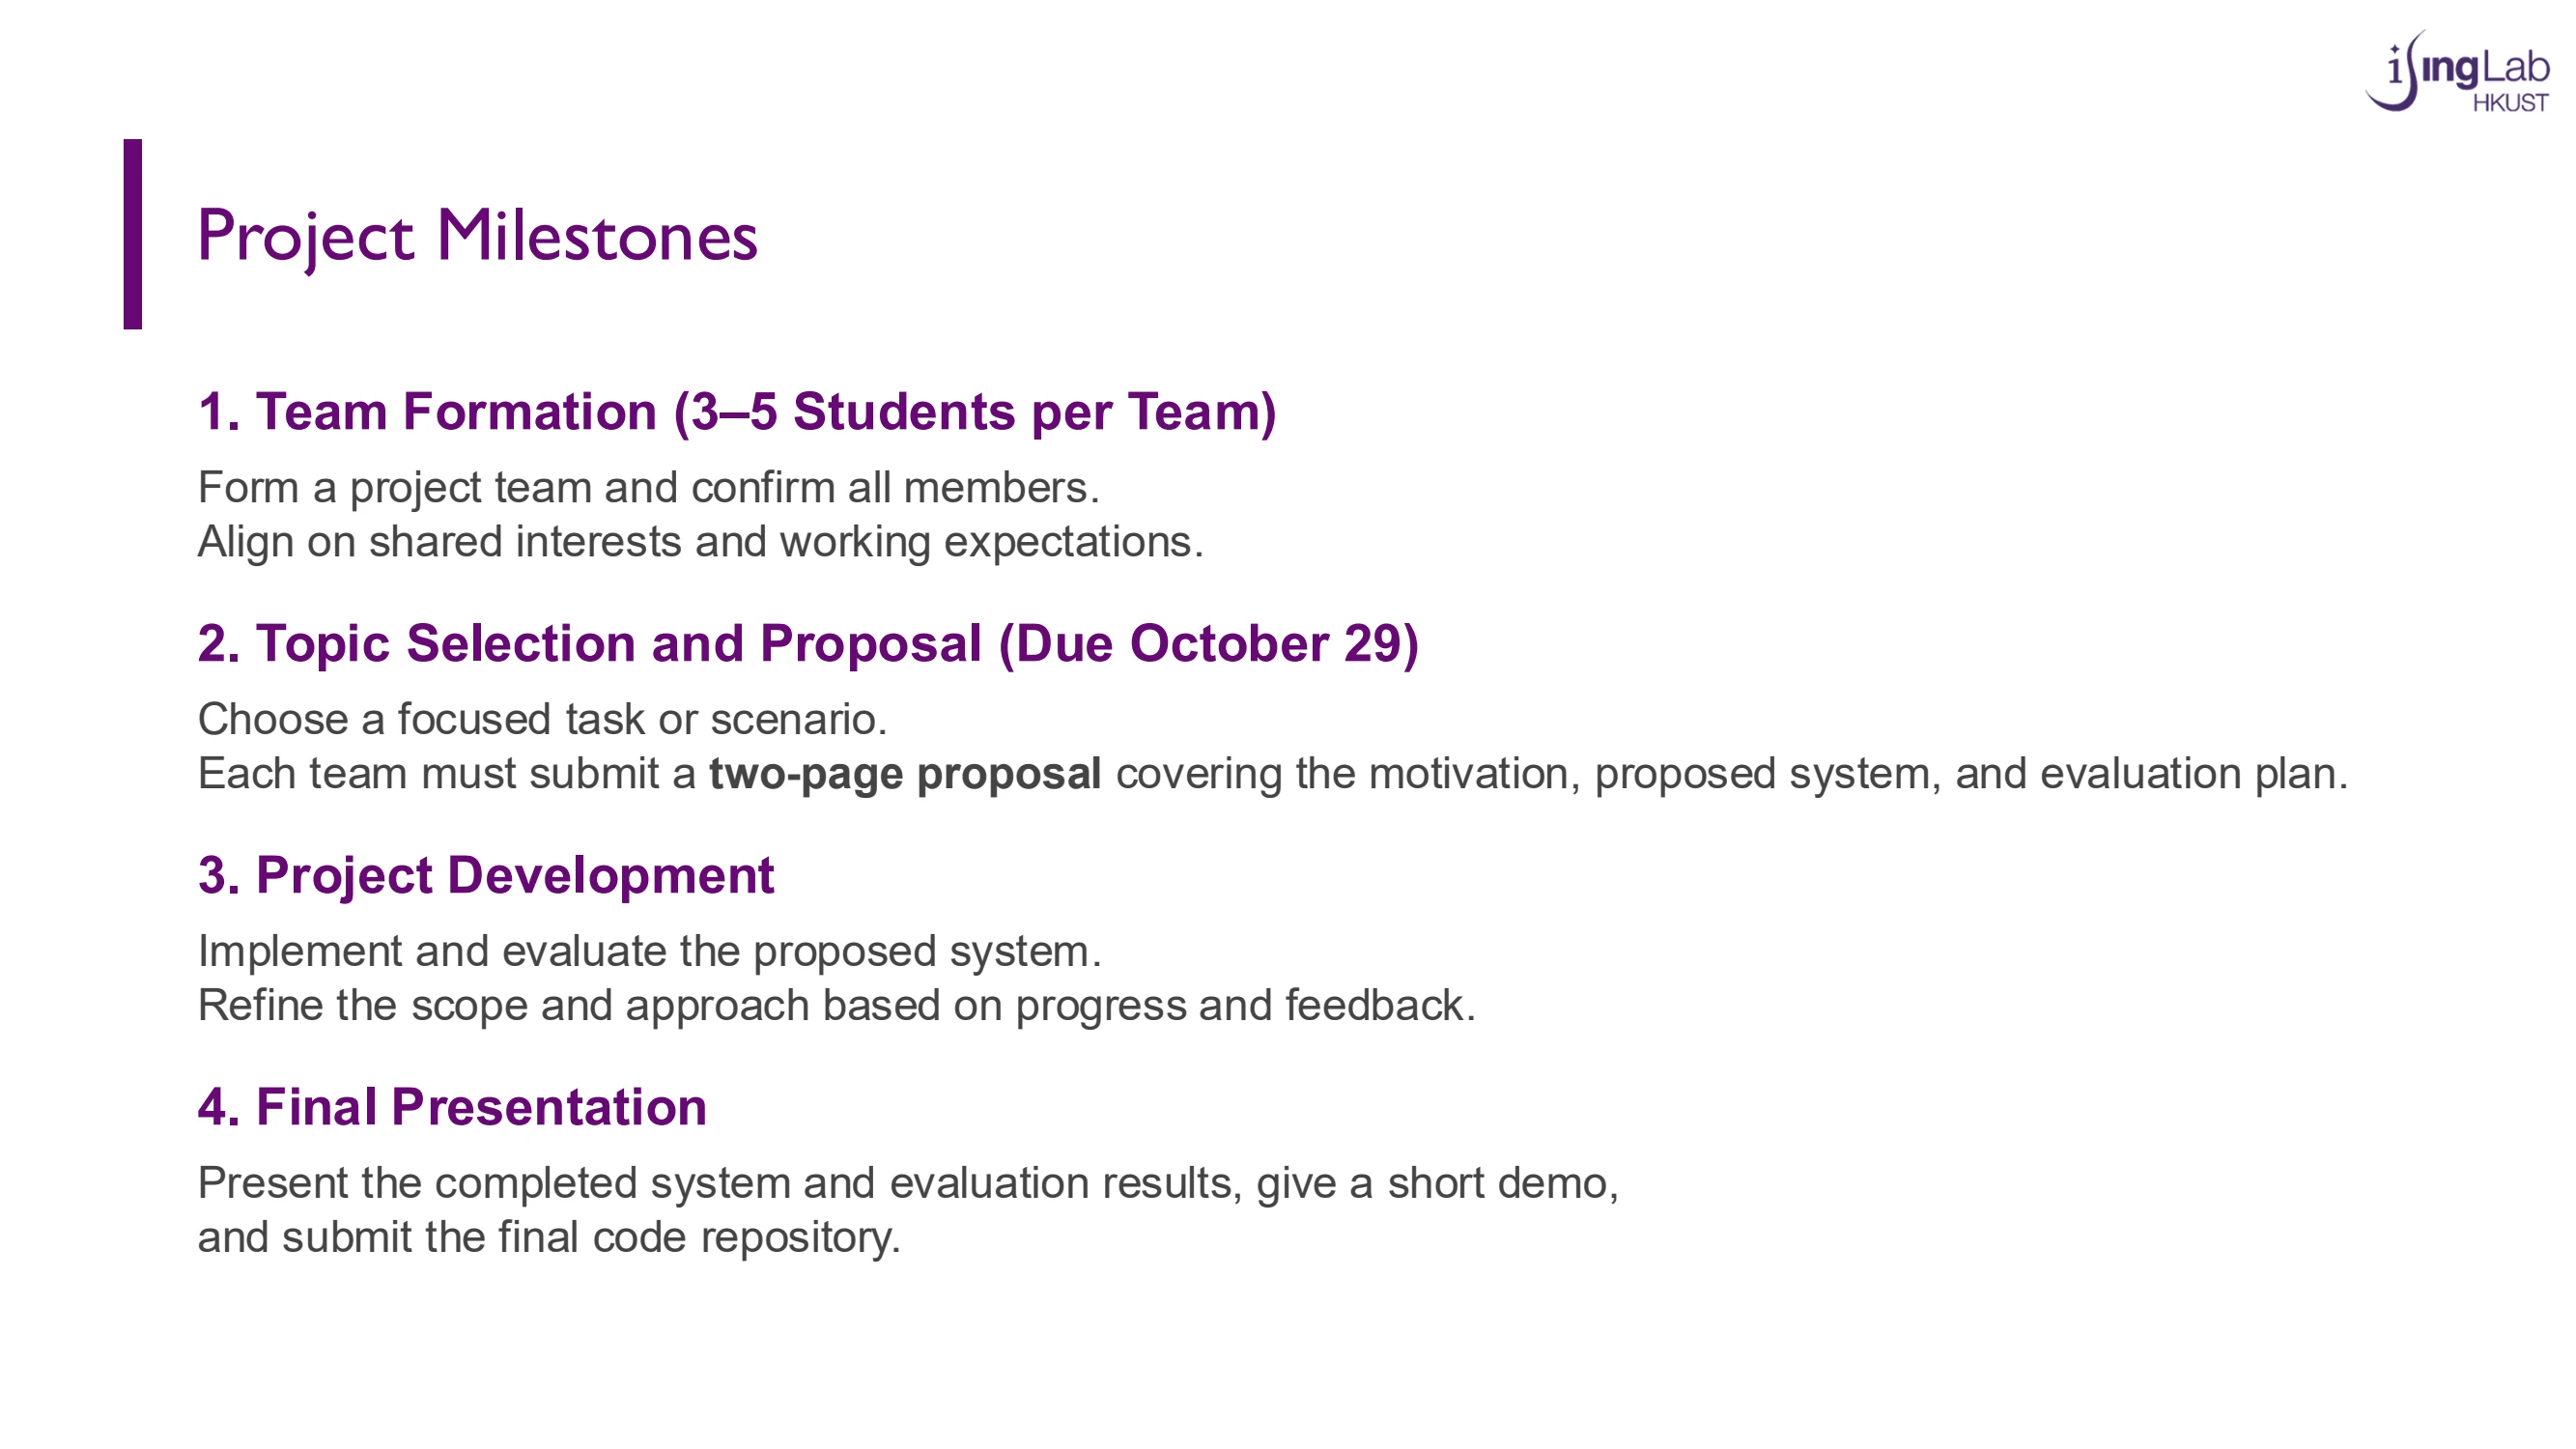 iSingLab
HKUST
Project Milestones
1. Team Formation (3–5 Students per Team)
Form a project team and confirm all members.
Align on shared interests and working expectations.
2. Topic Selection and Proposal (Due October 29)
Choose a focused task or scenario.
Each team must submit a two-page proposal covering the motivation, proposed system, and evaluation plan.
3. Project Development
Implement and evaluate the proposed system.
Refine the scope and approach based on progress and feedback.
4. Final Presentation
Present the completed system and evaluation results, give a short demo,
and submit the final code repository.